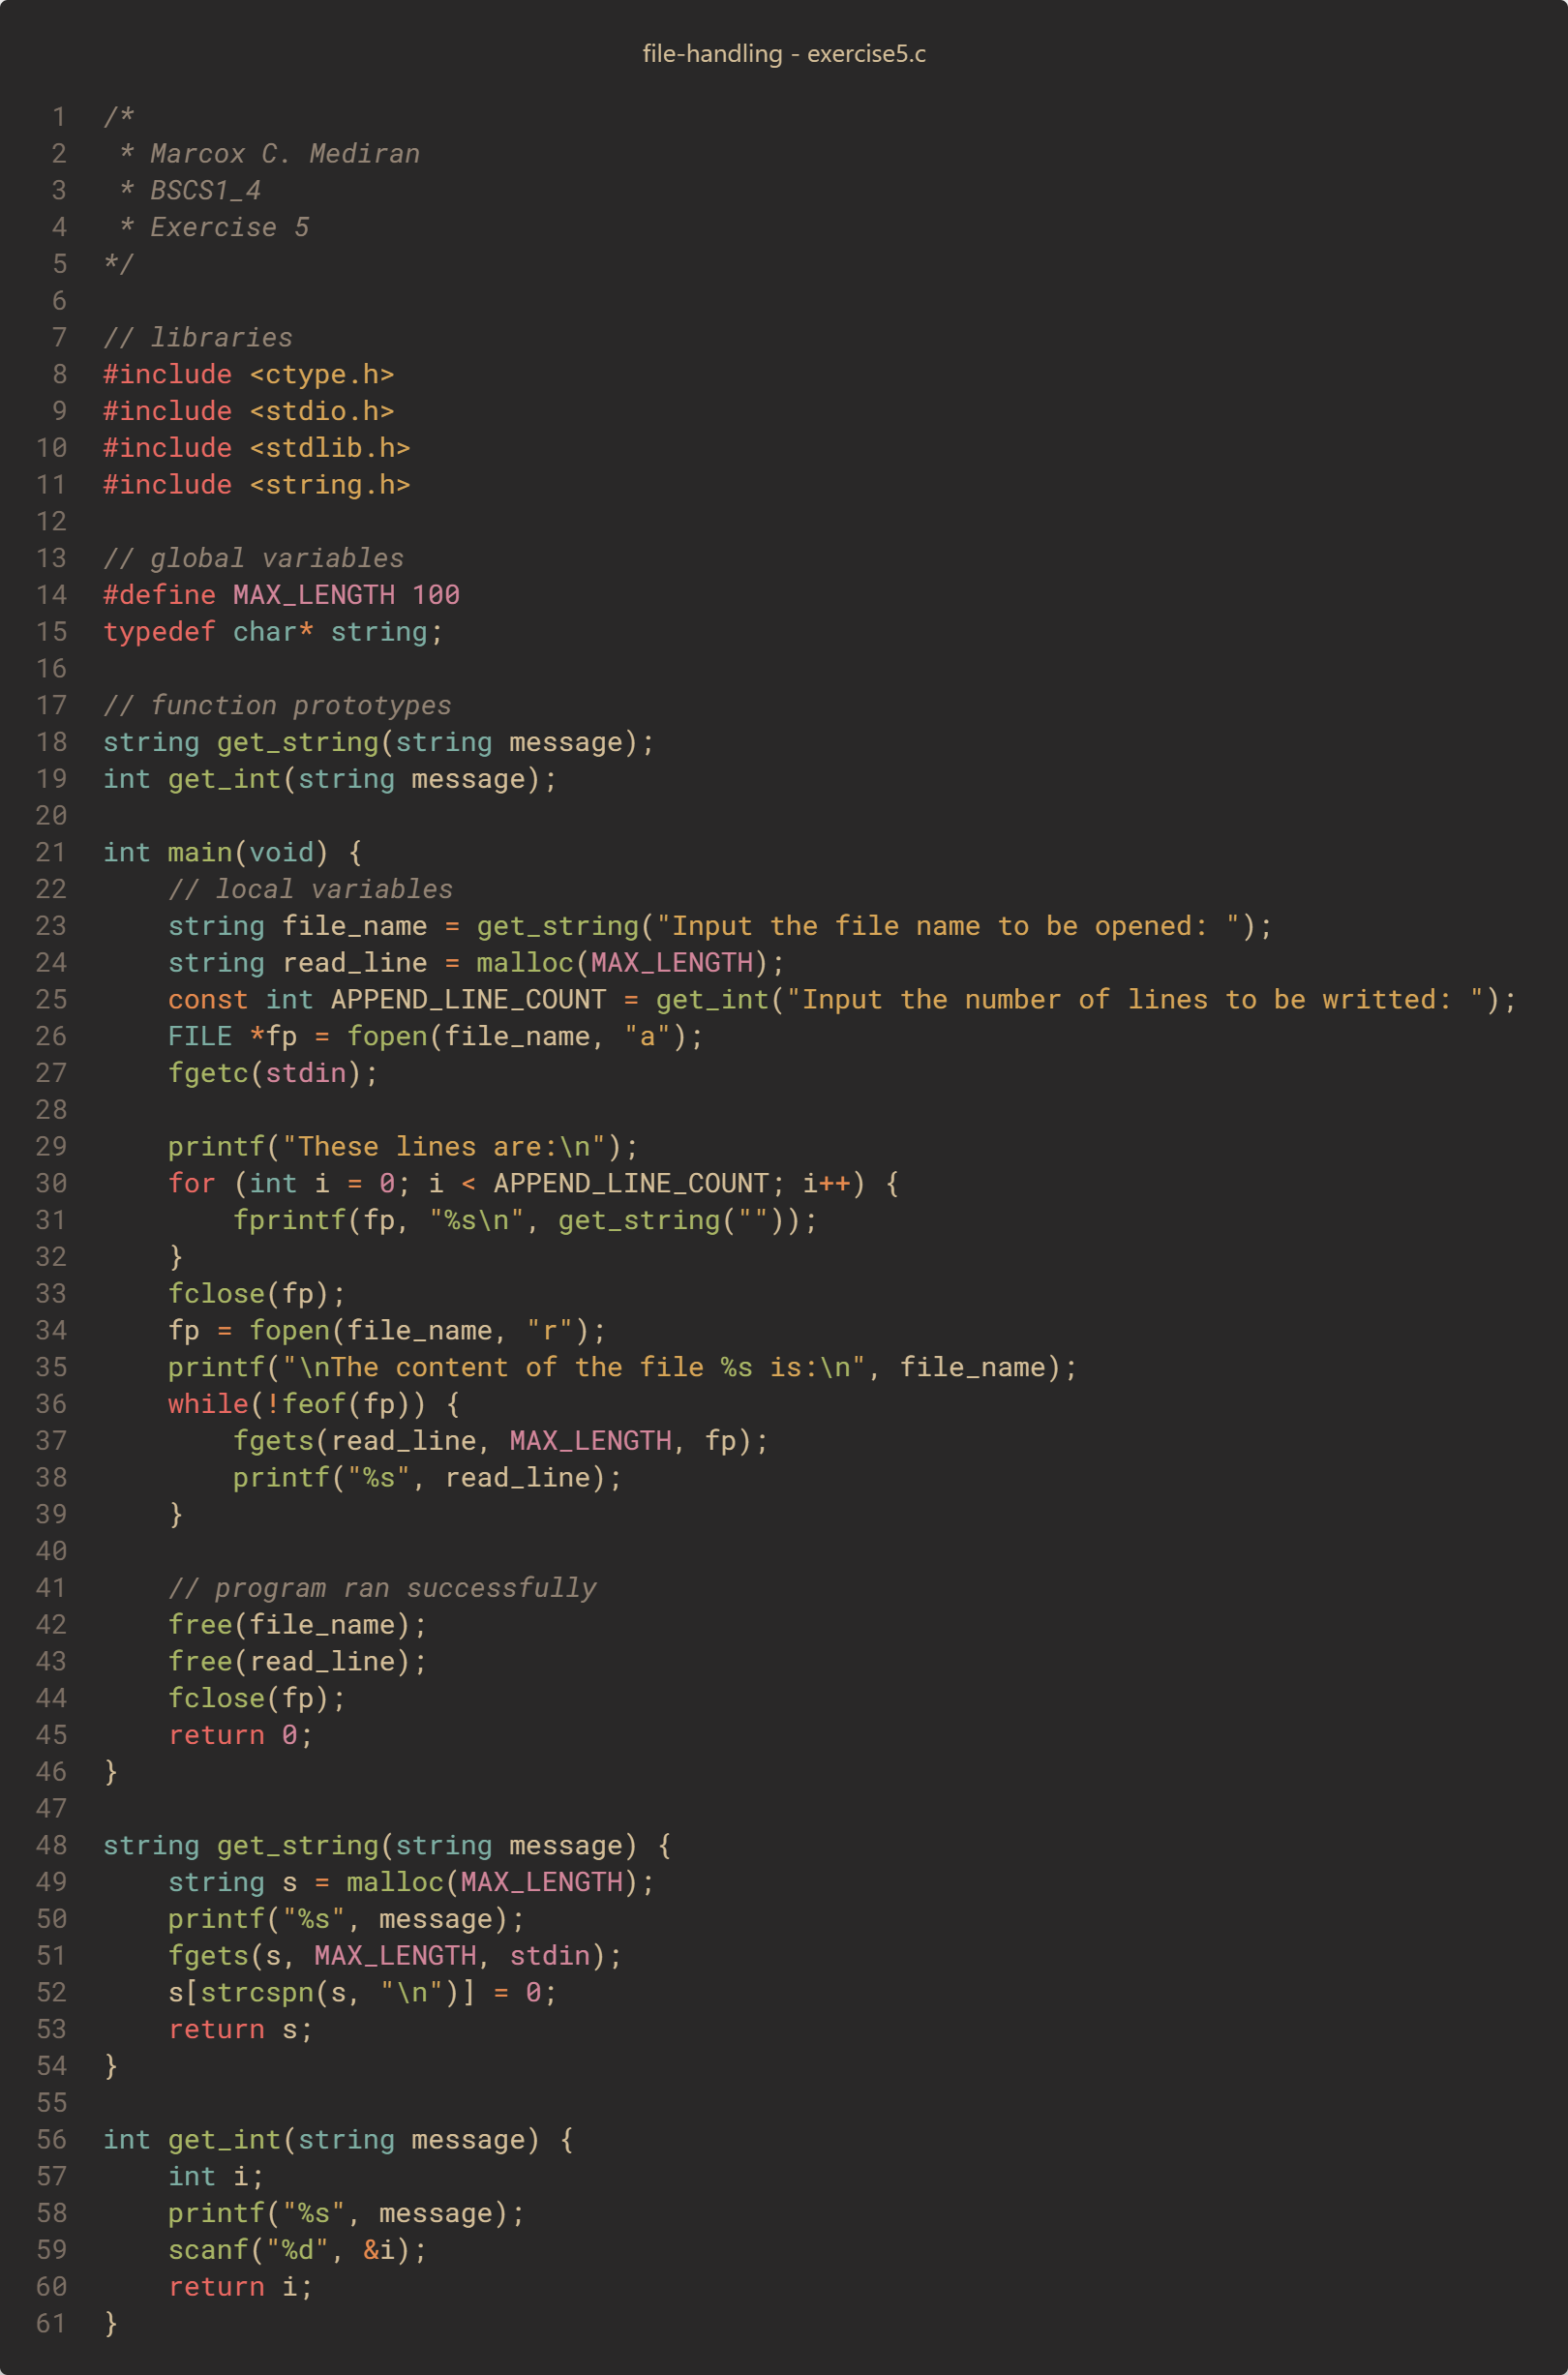 file-handling - exercise5.c
1 /*
2  * Marcox C. Mediran
3  * BSCS1_4
4  * Exercise 5
5 */
6
7 // libraries
8 #include <ctype.h>
9 #include <stdio.h>
10 #include <stdlib.h>
11 #include <string.h>
12
13 // global variables
14 #define MAX_LENGTH 100
15 typedef char* string;
16
17 // function prototypes
18 string get_string(string message);
19 int get_int(string message);
20
21 int main(void) {
22     // local variables
23     string file_name = get_string("Input the file name to be opened: ");
24     string read_line = malloc(MAX_LENGTH);
25     const int APPEND_LINE_COUNT = get_int("Input the number of lines to be writted: ");
26     FILE *fp = fopen(file_name, "a");
27     fgetc(stdin);
28
29     printf("These lines are:\n");
30     for (int i = 0; i < APPEND_LINE_COUNT; i++) {
31         fprintf(fp, "%s\n", get_string(""));
32     }
33     fclose(fp);
34     fp = fopen(file_name, "r");
35     printf("\nThe content of the file %s is:\n", file_name);
36     while(!feof(fp)) {
37         fgets(read_line, MAX_LENGTH, fp);
38         printf("%s", read_line);
39     }
40
41     // program ran successfully
42     free(file_name);
43     free(read_line);
44     fclose(fp);
45     return 0;
46 }
47
48 string get_string(string message) {
49     string s = malloc(MAX_LENGTH);
50     printf("%s", message);
51     fgets(s, MAX_LENGTH, stdin);
52     s[strcspn(s, "\n")] = 0;
53     return s;
54 }
55
56 int get_int(string message) {
57     int i;
58     printf("%s", message);
59     scanf("%d", &i);
60     return i;
61 }